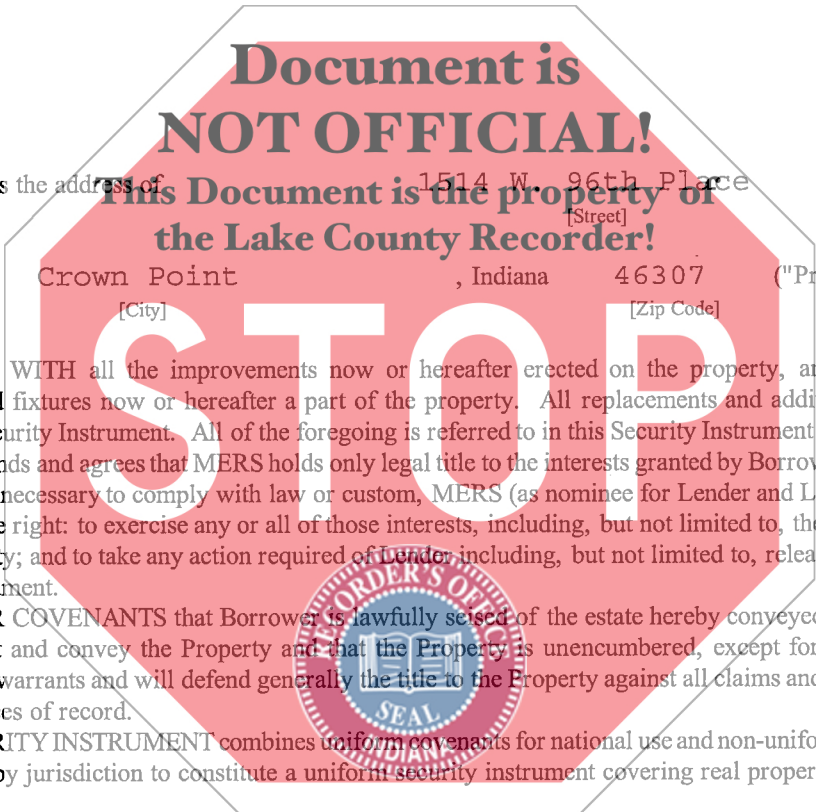 Document is
NOT OFFICIAL!
s the address of 1514 W. 96th Place
This Document is the property of
[Street]
the Lake County Recorder!
Crown Point , Indiana 46307 ("Pr
[City] [Zip Code]
STOP
WITH all the improvements now or hereafter erected on the property, an
fixtures now or hereafter a part of the property. All replacements and addi
urity Instrument. All of the foregoing is referred to in this Security Instrument
ds and agrees that MERS holds only legal title to the interests granted by Borrow
necessary to comply with law or custom, MERS (as nominee for Lender and L
e right: to exercise any or all of those interests, including, but not limited to, the
y; and to take any action required of Lender including, but not limited to, relea
ment.
R COVENANTS that Borrower is lawfully seised of the estate hereby conveyed
t and convey the Property and that the Property is unencumbered, except for
warrants and will defend generally the title to the Property against all claims and
es of record.
RITY INSTRUMENT combines uniform covenants for national use and non-unifo
by jurisdiction to constitute a uniform security instrument covering real proper
RECORDER'S OFFICE
SEAL
INDIANA